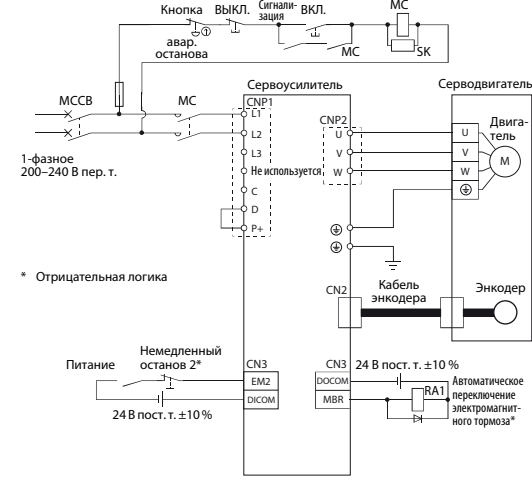 Кнопка
авар.
останова
ВЫКЛ.
Сигнали-
зация
ВКЛ.
MC
MC
SK
MCCB
MC
1-фазное
200–240 В пер. т.
Сервоусилитель
CNP1
L1
L2
L3
Не используется
C
D
P+
CNP2
U
V
W
Серводвигатель
U
V
W
Двига-
тель
M
* Отрицательная логика
CN2
Кабель
энкодера
Энкодер
Питание
Немедленный
останов 2*
24 В пост. т. ±10 %
CN3
EM2
DICOM
CN3
DOCOM
MBR
24 В пост. т. ±10 %
RA1
Автоматическое
переключение
электромагнит-
ного тормоза*